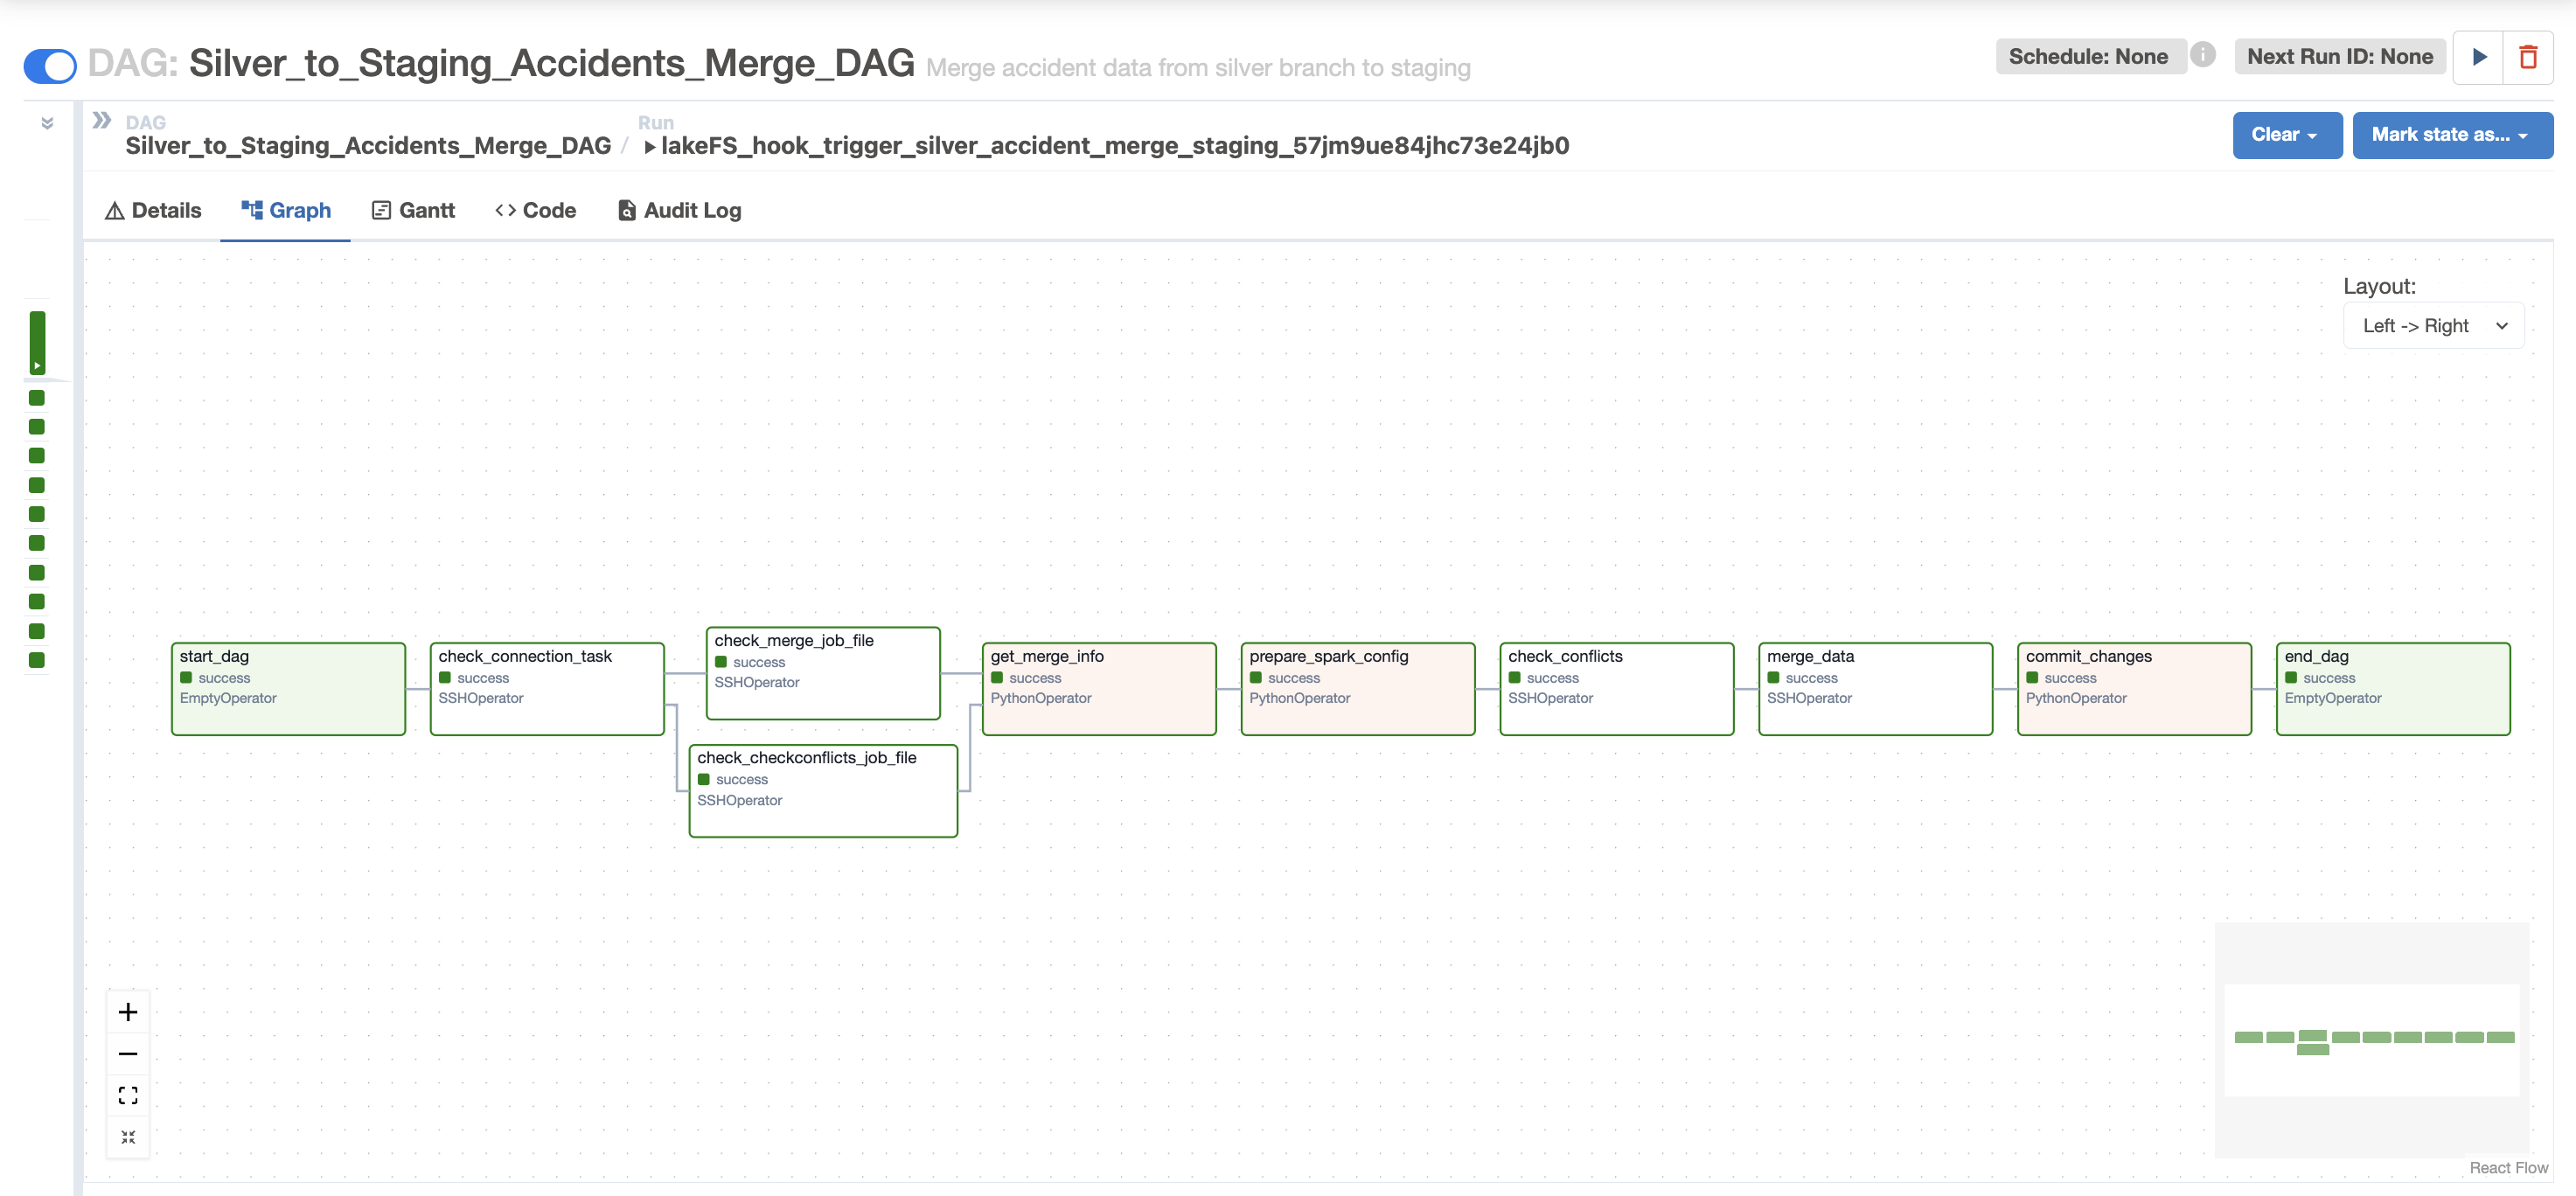 DAG: Silver_to_Staging_Accidents_Merge_DAG Merge accident data from silver branch to staging
Schedule: None
Next Run ID: None
DAG
Silver_to_Staging_Accidents_Merge_DAG
/
Run
lakeFS_hook_trigger_silver_accident_merge_staging_57jm9ue84jhc73e24jb0
Clear
Mark state as...
Details
Graph
Gantt
Code
Audit Log
Layout:
Left -> Right
start_dag
success
EmptyOperator
check_connection_task
success
SSHOperator
check_merge_job_file
success
SSHOperator
check_checkconflicts_job_file
success
SSHOperator
get_merge_info
success
PythonOperator
prepare_spark_config
success
PythonOperator
check_conflicts
success
SSHOperator
merge_data
success
SSHOperator
commit_changes
success
PythonOperator
end_dag
success
EmptyOperator
React Flow